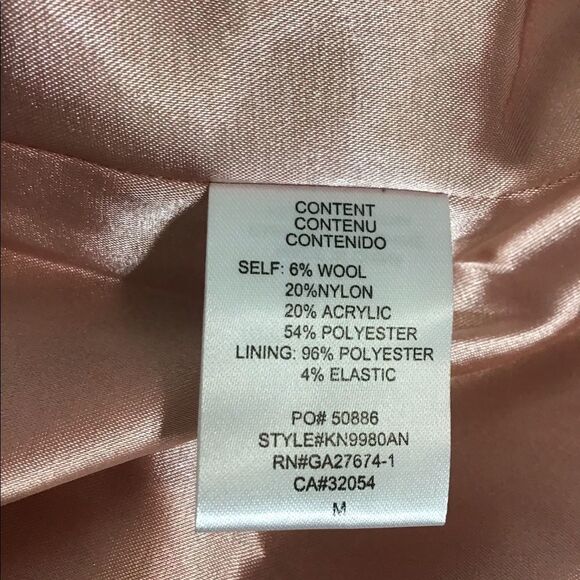 CONTENT
CONTENU
CONTENIDO
SELF: 6% WOOL
20%NYLON
20% ACRYLIC
54% POLYESTER
LINING: 96% POLYESTER
4% ELASTIC
PO# 50886
STYLE#KN9980AN
RN#GA27674-1
CA#32054
M